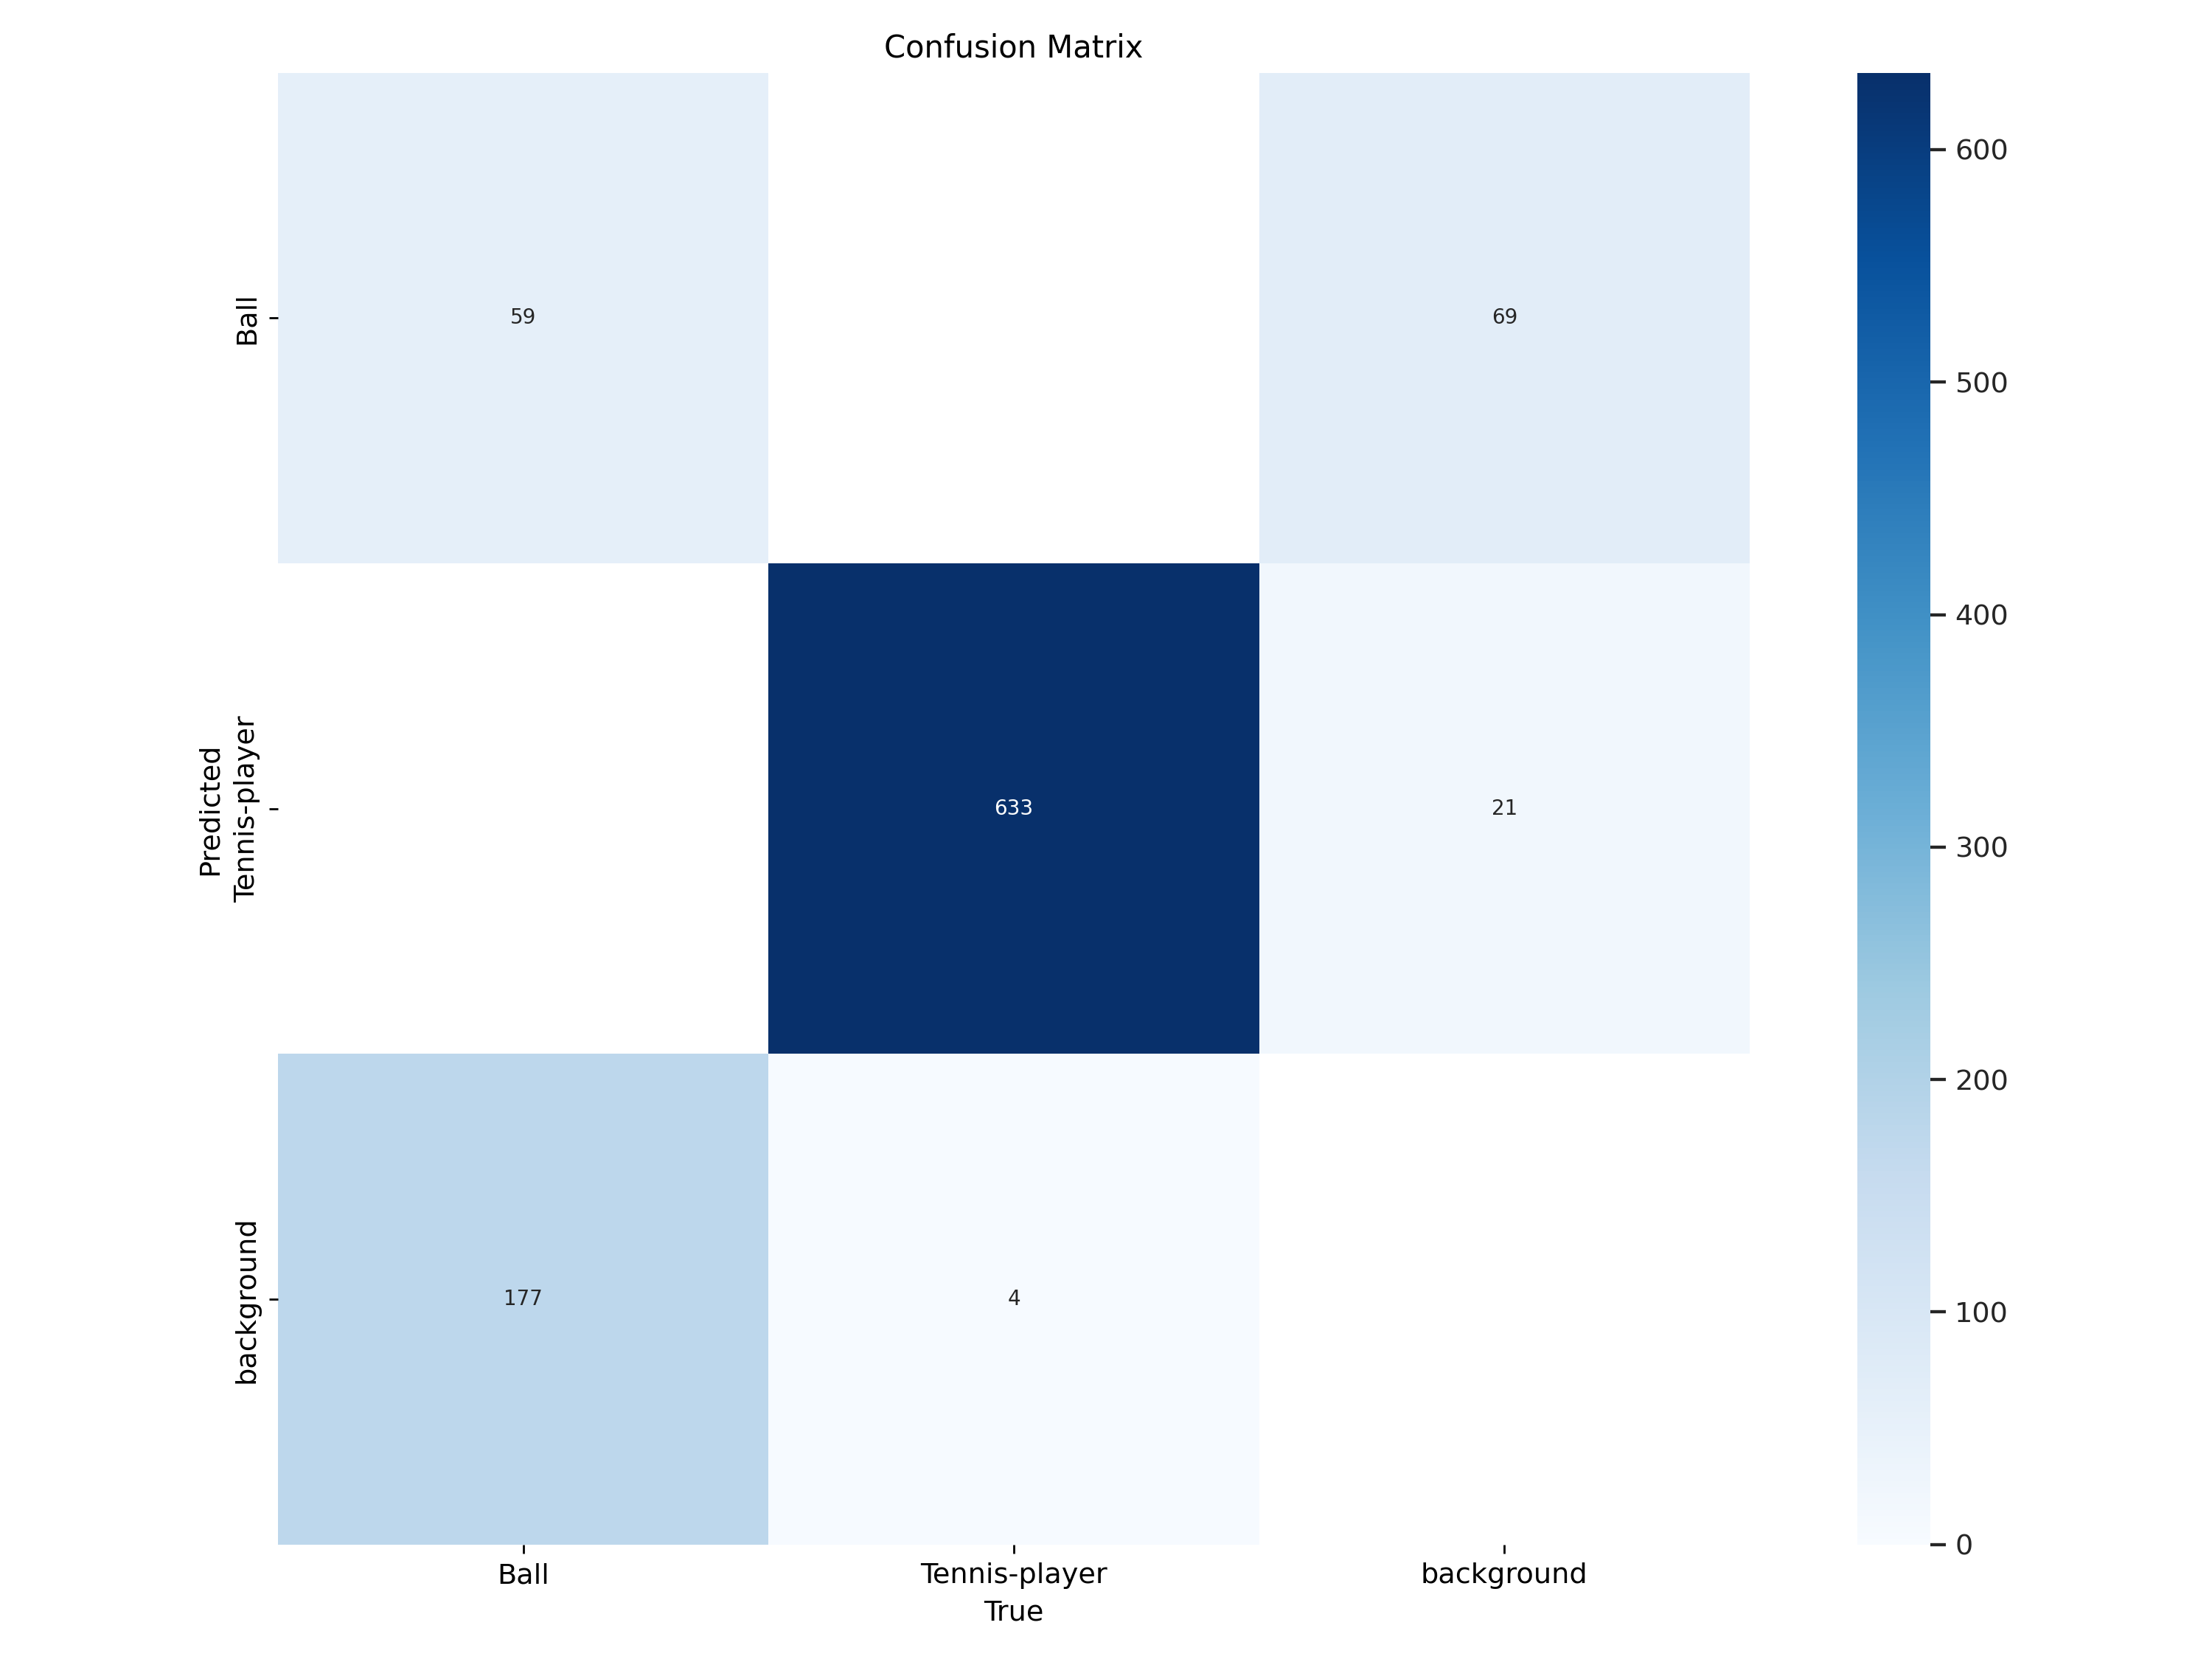 Confusion Matrix
Ball
59
69
600
500
400
300
200
100
0
Predicted
Tennis-player
633
21
background
177
4
Ball
Tennis-player
background
True